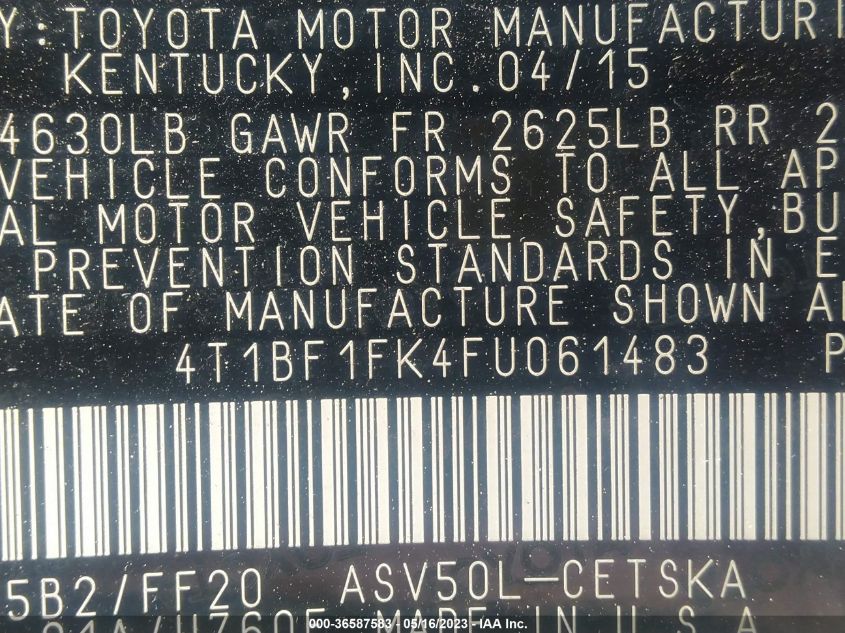 Y:TOYOTA MOTOR MANUFACTURI
KENTUCKY,INC.04/15
4630LB GAWR FR 2625LB RR 2
VEHICLE CONFORMS TO ALL AP
AL MOTOR VEHICLE SAFETY,BU
PREVENTION STANDARDS IN E
ATE OF MANUFACTURE SHOWN A
4T1BF1FK4FU061483 P
5B2/FF20 ASV50L-CETSKA
MADE IN U.S.A
000-36587583 - 05/16/2023 - IAA Inc.